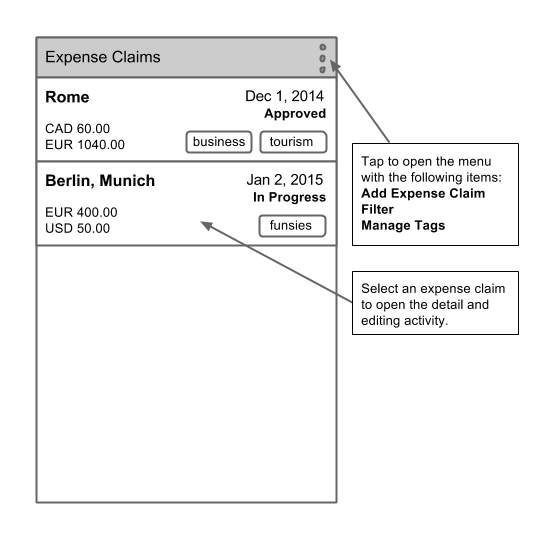 Expense Claims
Rome
Dec 1, 2014
Approved
CAD 60.00
EUR 1040.00
business
tourism
Berlin, Munich
Jan 2, 2015
In Progress
EUR 400.00
USD 50.00
funsies
Tap to open the menu
with the following items:
Add Expense Claim
Filter
Manage Tags
Select an expense claim
to open the detail and
editing activity.